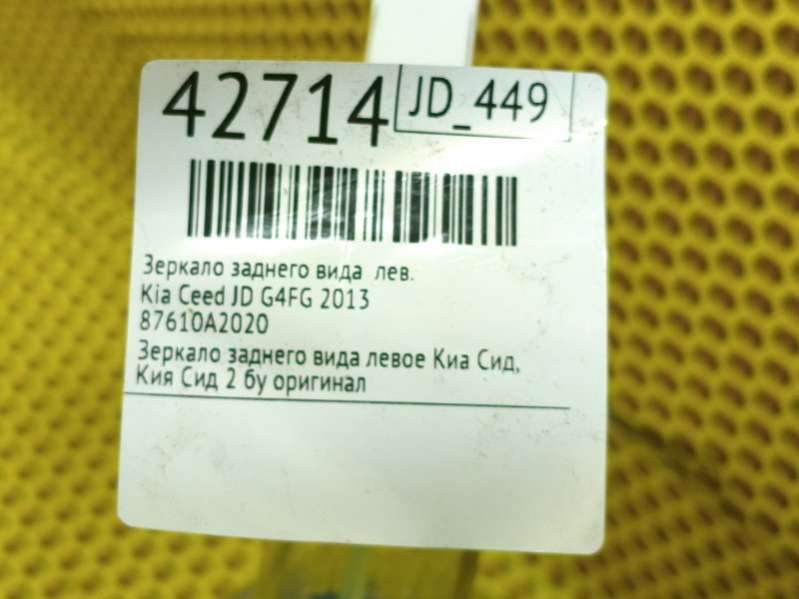 42714
JD_449
Зеркало заднего вида лев.
Kia Ceed JD G4FG 2013
87610A2020
Зеркало заднего вида левое Киа Сид,
Кия Сид 2 бу оригинал